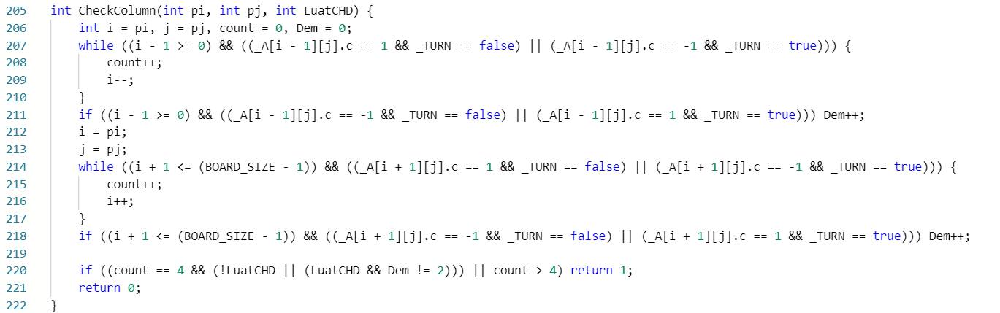 205 int CheckColumn(int pi, int pj, int LuatCHD) {
206     int i = pi, j = pj, count = 0, Dem = 0;
207     while ((i - 1 >= 0) && ((_A[i - 1][j].c == 1 && _TURN == false) || (_A[i - 1][j].c == -1 && _TURN == true))) {
208         count++;
209         i--;
210     }
211     if ((i - 1 >= 0) && ((_A[i - 1][j].c == -1 && _TURN == false) || (_A[i - 1][j].c == 1 && _TURN == true))) Dem++;
212     i = pi;
213     j = pj;
214     while ((i + 1 <= (BOARD_SIZE - 1)) && ((_A[i + 1][j].c == 1 && _TURN == false) || (_A[i + 1][j].c == -1 && _TURN == true))) {
215         count++;
216         i++;
217     }
218     if ((i + 1 <= (BOARD_SIZE - 1)) && ((_A[i + 1][j].c == -1 && _TURN == false) || (_A[i + 1][j].c == 1 && _TURN == true))) Dem++;
219
220     if ((count == 4 && (!LuatCHD || (LuatCHD && Dem != 2))) || count > 4) return 1;
221     return 0;
222 }